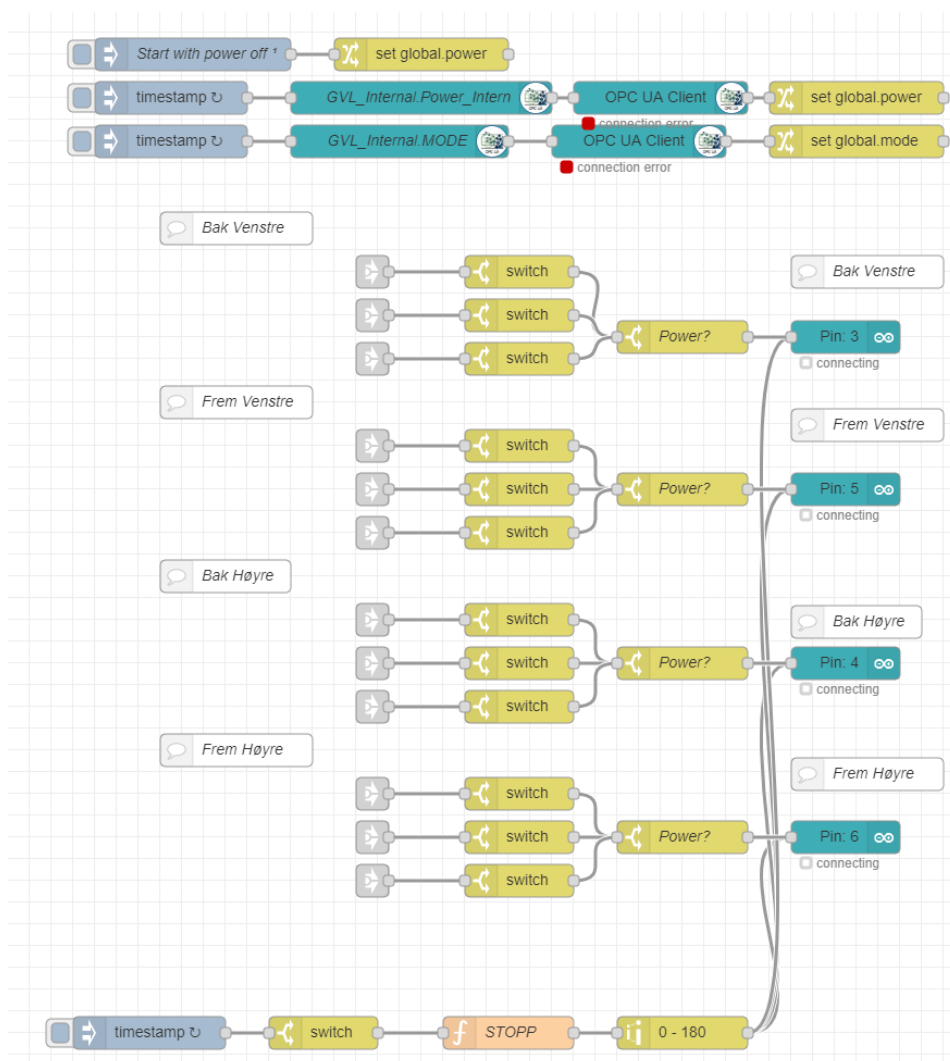 Start with power off ¹ set global.power
timestamp ↻ GVL_Internal.Power_Intern OPC UA Client set global.power
connection error
timestamp ↻ GVL_Internal.MODE OPC UA Client set global.mode
connection error
Bak Venstre
switch Bak Venstre
switch
Power? Pin: 3
switch connecting
Frem Venstre
Frem Venstre
switch
switch Power? Pin: 5
connecting
switch
Bak Høyre
switch Bak Høyre
switch Power? Pin: 4
connecting
switch
Frem Høyre
Frem Høyre
switch
switch Power? Pin: 6
connecting
switch
timestamp ↻ switch STOPP 0 - 180